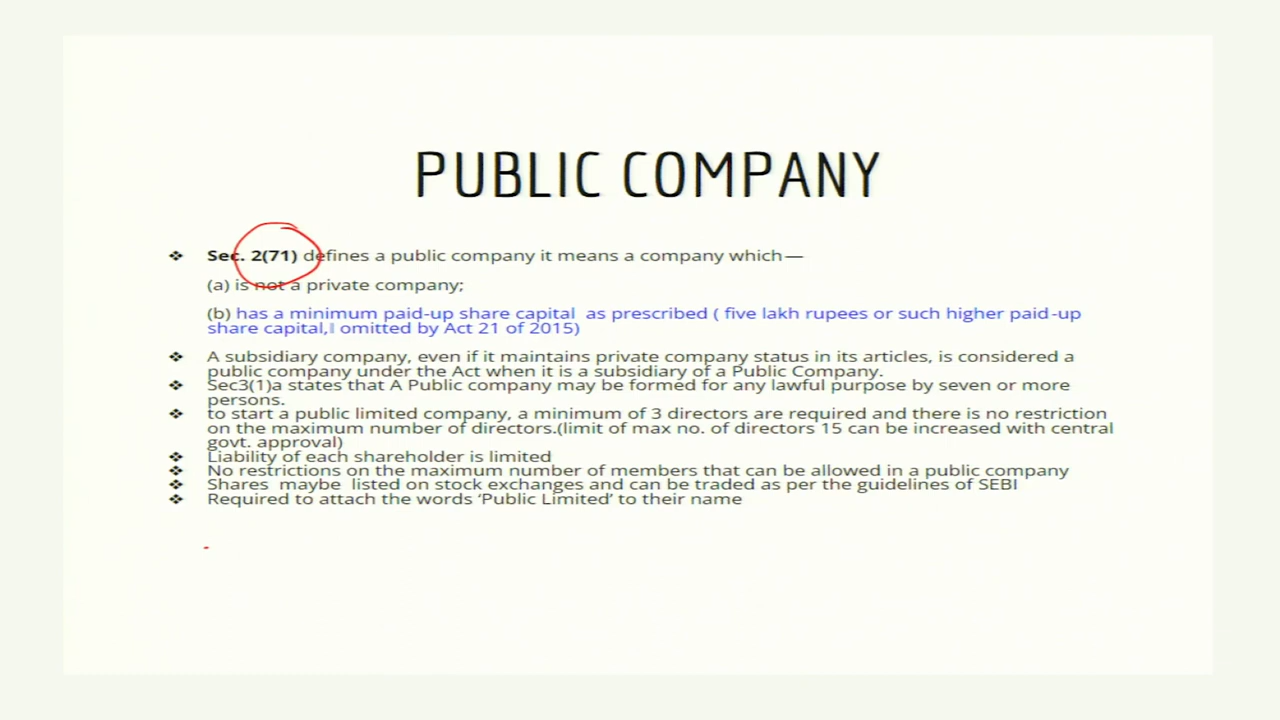 PUBLIC COMPANY
❖ Sec. 2(71) defines a public company it means a company which—
(a) is not a private company;
(b) has a minimum paid-up share capital as prescribed ( five lakh rupees or such higher paid-up
share capital, omitted by Act 21 of 2015)
❖ A subsidiary company, even if it maintains private company status in its articles, is considered a
public company under the Act when it is a subsidiary of a Public Company.
❖ Sec3(1)a states that A Public company may be formed for any lawful purpose by seven or more
persons.
❖ to start a public limited company, a minimum of 3 directors are required and there is no restriction
on the maximum number of directors.(limit of max no. of directors 15 can be increased with central
govt. approval)
❖ Liability of each shareholder is limited
❖ No restrictions on the maximum number of members that can be allowed in a public company
❖ Shares maybe listed on stock exchanges and can be traded as per the guidelines of SEBI
❖ Required to attach the words ‘Public Limited’ to their name